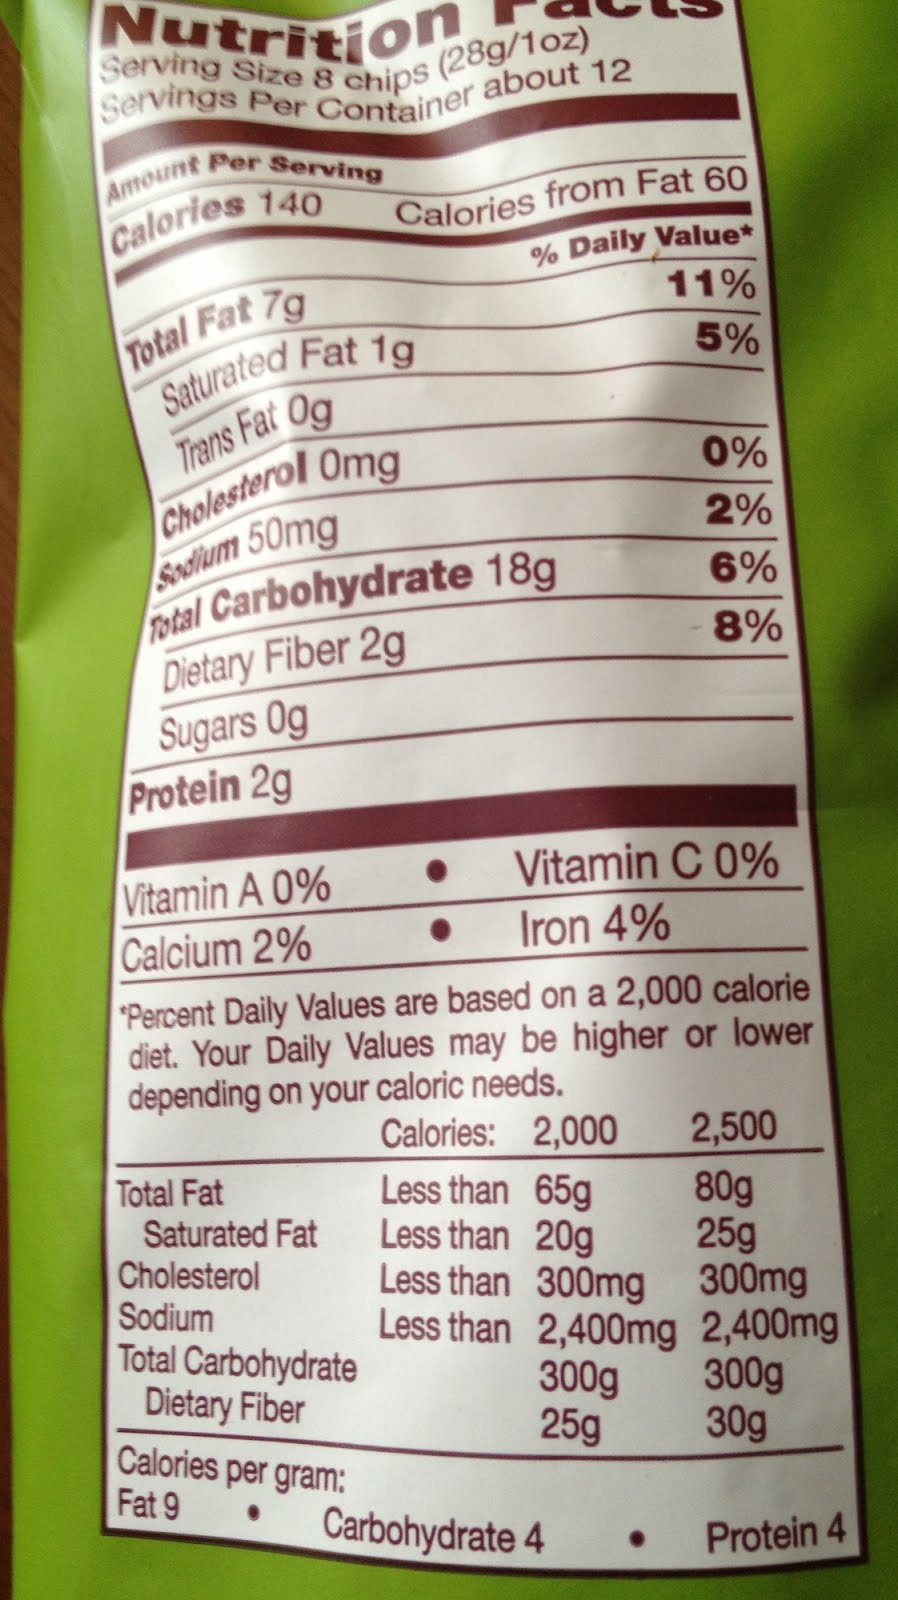 Nutrition Facts
Serving Size 8 chips (28g/1oz)
Servings Per Container about 12
Amount Per Serving
Calories 140 Calories from Fat 60
% Daily Value*
Total Fat 7g 11%
Saturated Fat 1g 5%
Trans Fat 0g
Cholesterol 0mg 0%
Sodium 50mg 2%
Total Carbohydrate 18g 6%
Dietary Fiber 2g 8%
Sugars 0g
Protein 2g
Vitamin A 0% • Vitamin C 0%
Calcium 2% • Iron 4%
*Percent Daily Values are based on a 2,000 calorie
diet. Your Daily Values may be higher or lower
depending on your caloric needs.
Calories: 2,000 2,500
Total Fat Less than 65g 80g
Saturated Fat Less than 20g 25g
Cholesterol Less than 300mg 300mg
Sodium Less than 2,400mg 2,400mg
Total Carbohydrate 300g 300g
Dietary Fiber 25g 30g
Calories per gram:
Fat 9 • Carbohydrate 4 • Protein 4